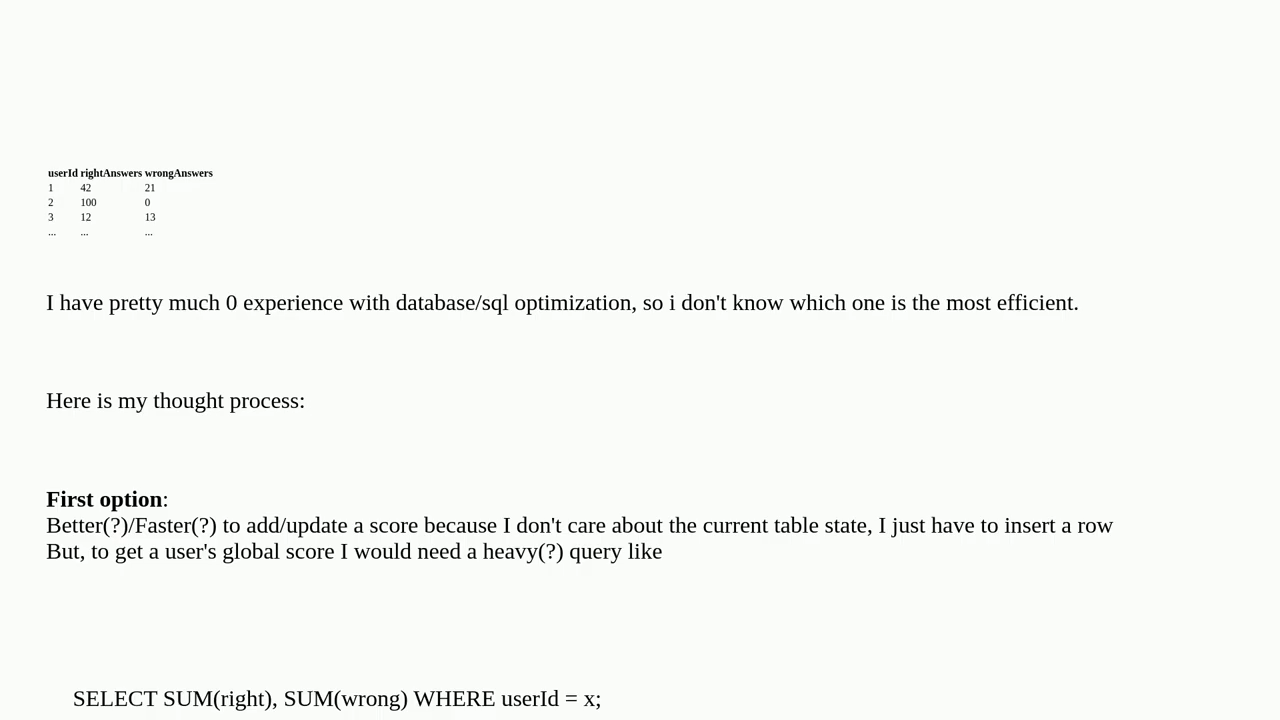 userId rightAnswers wrongAnswers
1 42 21
2 100 0
3 12 13
... ... ...
I have pretty much 0 experience with database/sql optimization, so i don't know which one is the most efficient.
Here is my thought process:
First option:
Better(?)/Faster(?) to add/update a score because I don't care about the current table state, I just have to insert a row
But, to get a user's global score I would need a heavy(?) query like
SELECT SUM(right), SUM(wrong) WHERE userId = x;